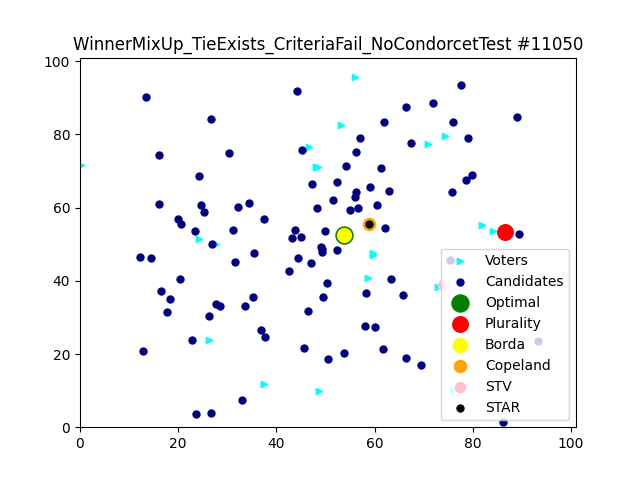 WinnerMixUp_TieExists_CriteriaFail_NoCondorcetTest #11050
100
80
60
40
20
0
0 20 40 60 80 100
Voters
Candidates
Optimal
Plurality
Borda
Copeland
STV
STAR